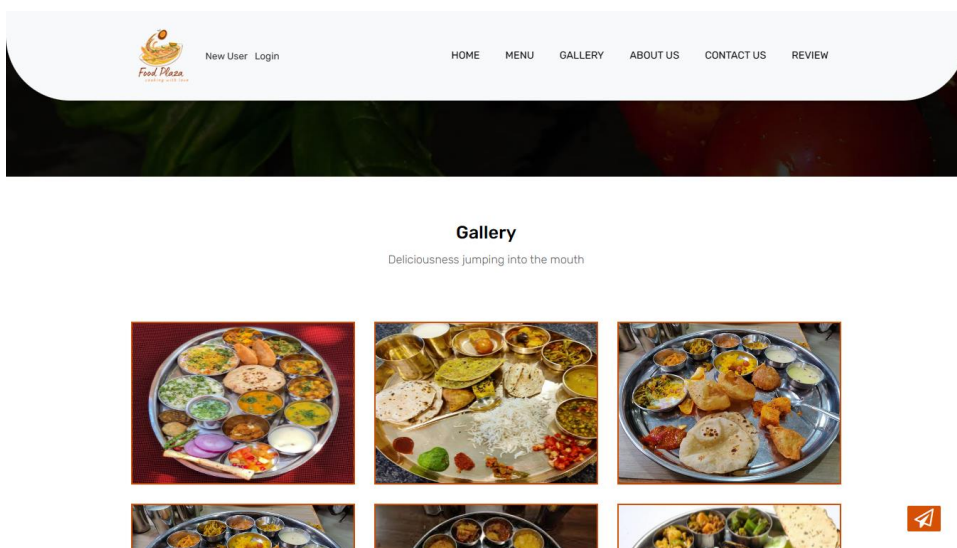 Food Plaza
cooking with love
New User Login
HOME MENU GALLERY ABOUT US CONTACT US REVIEW
Gallery
Deliciousness jumping into the mouth